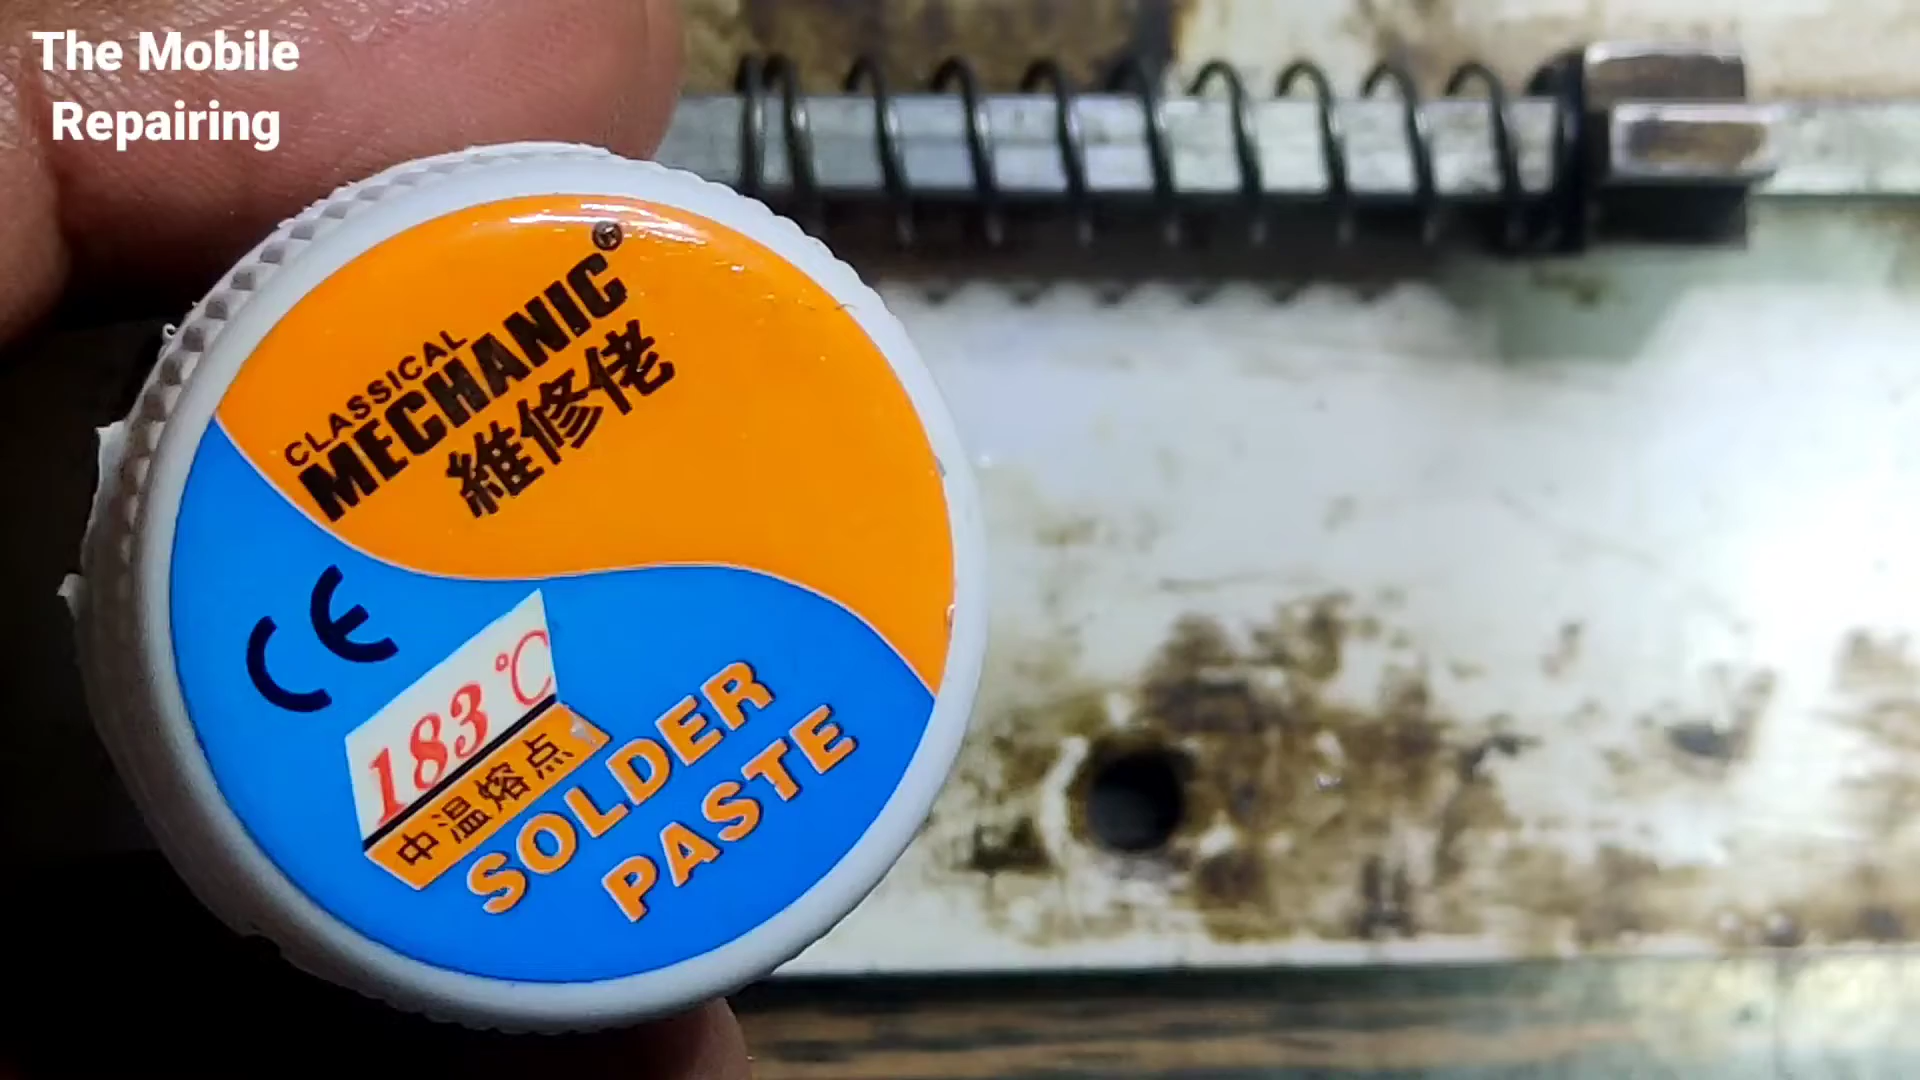 The Mobile
Repairing
CLASSICAL
MECHANIC®
維修佬
CE
183℃
中温熔点
SOLDER
PASTE